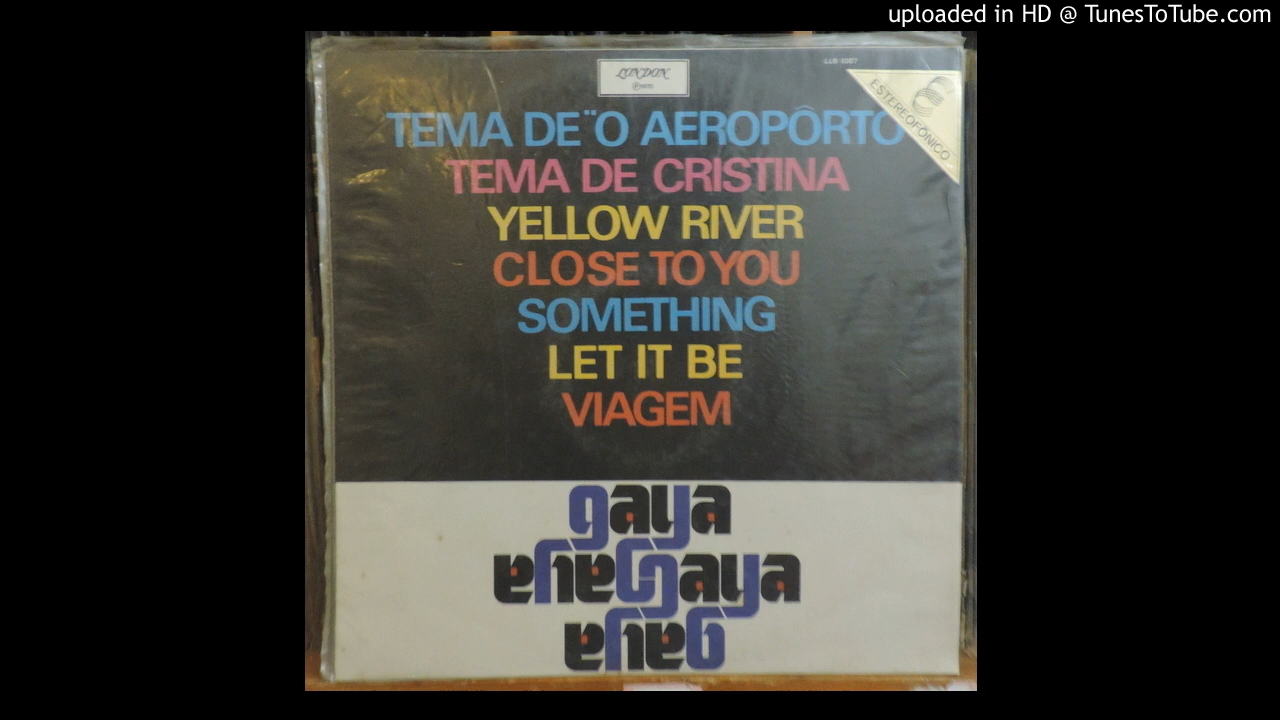 uploaded in HD @ TunesToTube.com
LONDON
ESTEREOFÔNICO
TEMA DE¨O AEROPÔRTO
TEMA DE CRISTINA
YELLOW RIVER
CLOSE TO YOU
SOMETHING
LET IT BE
VIAGEM
gaya
gaya gaya
gaya